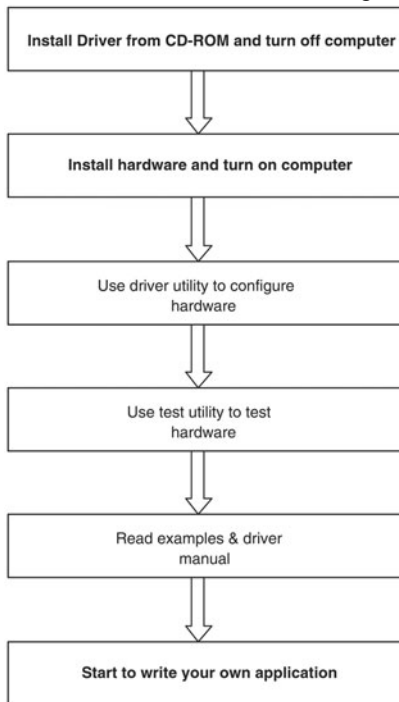 Install Driver from CD-ROM and turn off computer
Install hardware and turn on computer
Use driver utility to configure
hardware
Use test utility to test
hardware
Read examples & driver
manual
Start to write your own application